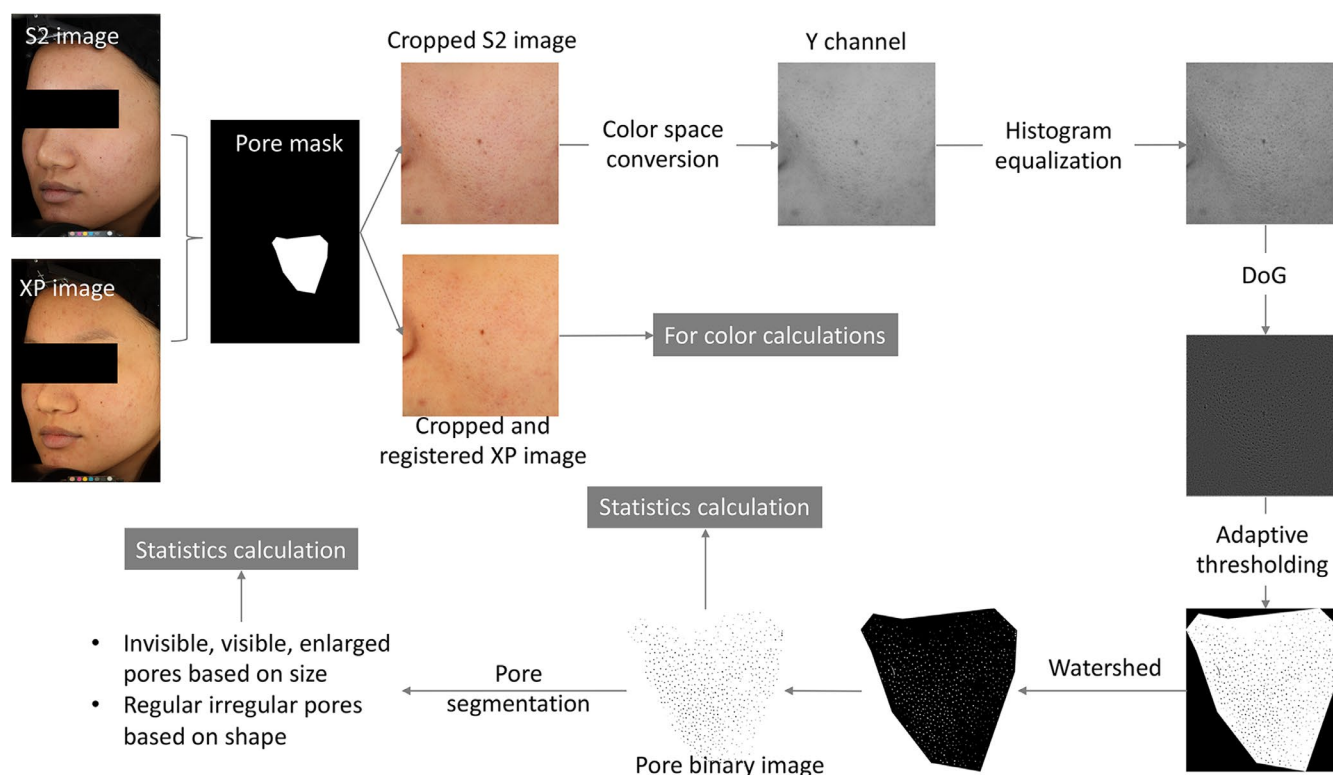 S2 image
Cropped S2 image
Y channel
Pore mask
Color space
conversion
Histogram
equalization
XP image
DoG
For color calculations
Cropped and
registered XP image
Statistics calculation
Statistics calculation
Adaptive
thresholding
• Invisible, visible, enlarged
pores based on size
• Regular irregular pores
based on shape
Pore
segmentation
Watershed
Pore binary image